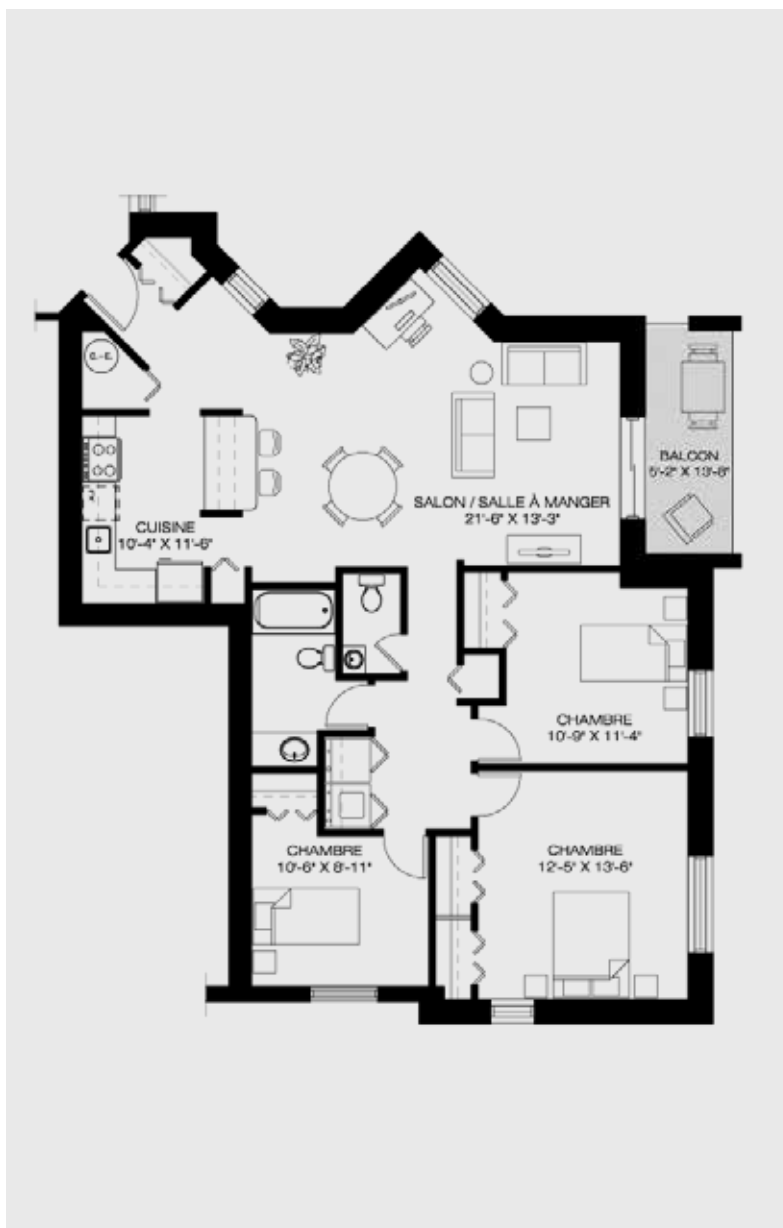 C.-E.
BALCON
5'-2" X 13'-8"
SALON / SALLE À MANGER
21'-6" X 13'-3"
CUISINE
10'-4" X 11'-6"
CHAMBRE
10'-9" X 11'-4"
CHAMBRE
10'-6" X 8'-11"
CHAMBRE
12'-5" X 13'-6"